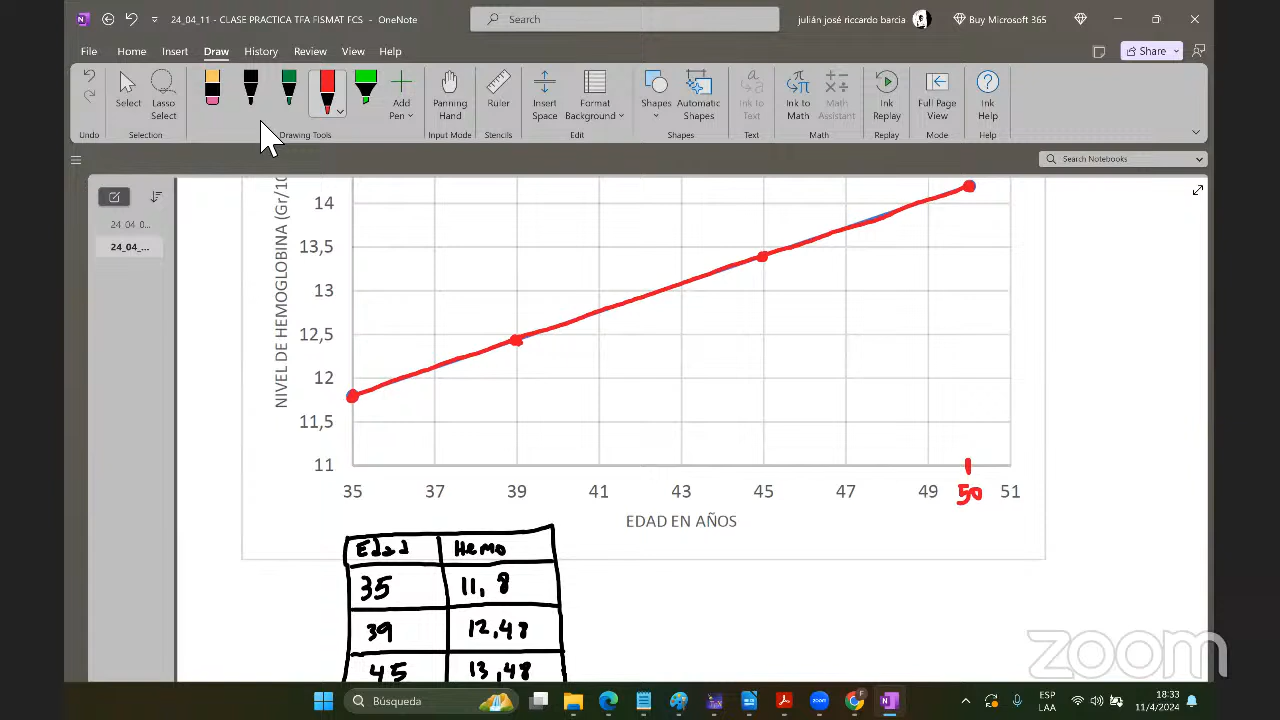 24_04_11 - CLASE PRACTICA TFA FISMAT FCS - OneNote
Search
julián josé riccardo barcia
Buy Microsoft 365
File Home Insert Draw History Review View Help
Share
Undo
Select
Lasso Select
Selection
Drawing Tools
Add Pen
Panning Hand
Input Mode
Ruler
Stencils
Insert Space
Format Background
Edit
Shapes
Automatic Shapes
Shapes
Ink to Text
Text
Ink to Math
Math Assistant
Math
Ink Replay
Replay
Full Page View
Mode
Ink Help
Help
Search Notebooks
24_04_0...
24_04_...
NIVEL DE HEMOGLOBINA (Gr/10
14
13,5
13
12,5
12
11,5
11
35 37 39 41 43 45 47 49 50 51
EDAD EN AÑOS
Edad Hemo
35 11,8
39 12,48
45 13,48
zoom
Búsqueda
ESP
LAA
18:33
11/4/2024